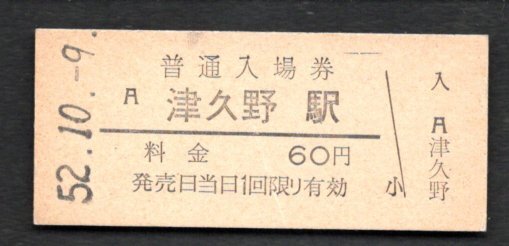 52.10.-9.
普通入場券
A 津久野駅
料金 60円
発売日当日1回限り有効 小
入
A
津久野